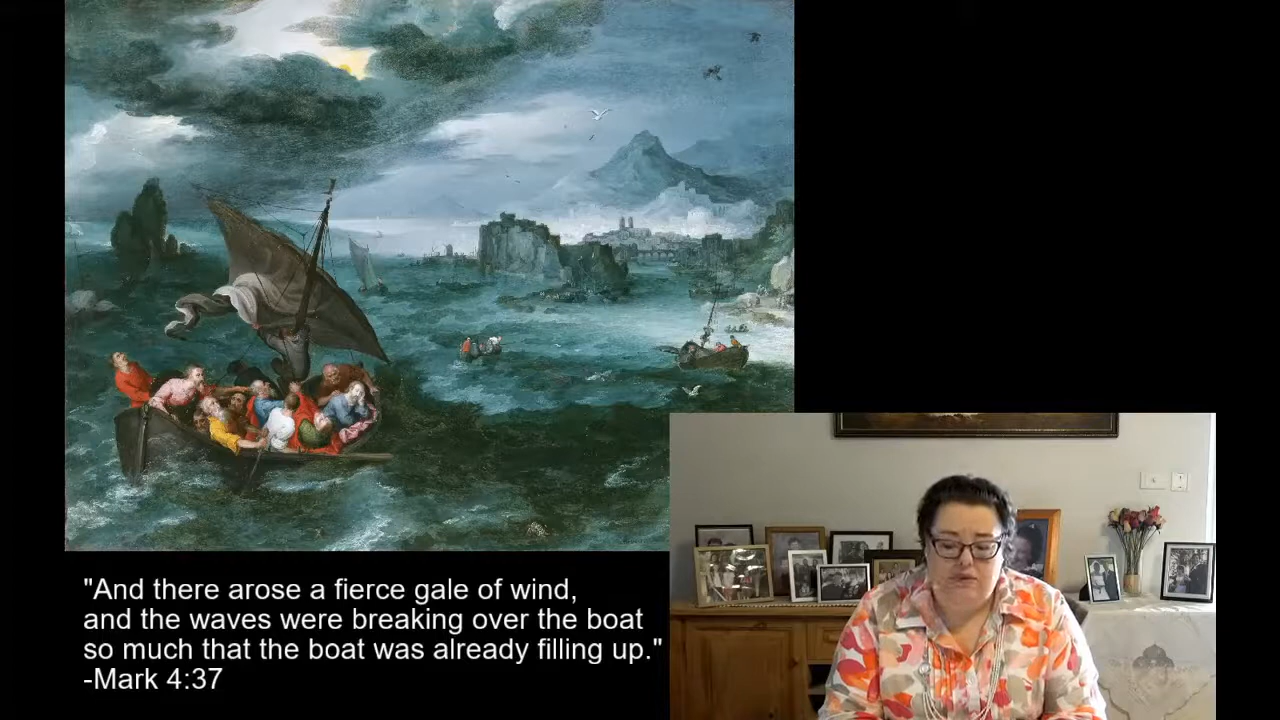 "And there arose a fierce gale of wind,
and the waves were breaking over the boat
so much that the boat was already filling up."
-Mark 4:37